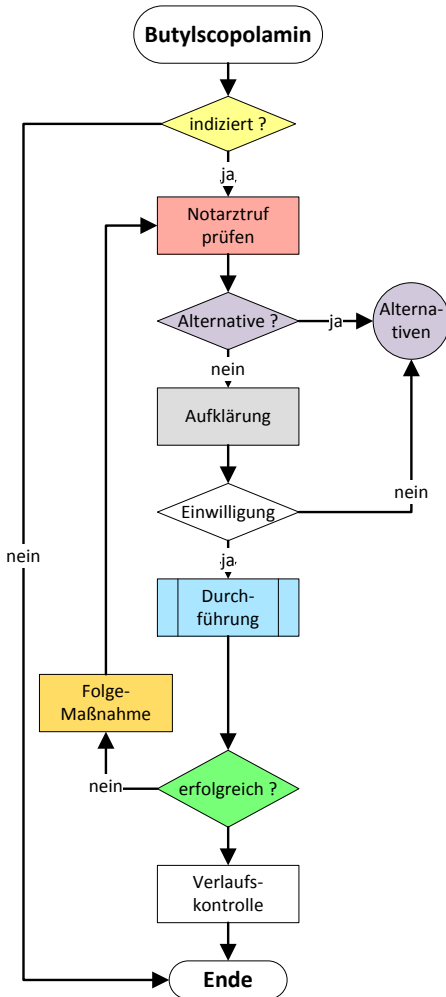 Butylscopolamin
indiziert ?
ja
Notarztruf
prüfen
Alternative ?
ja
Alterna-
tiven
nein
Aufklärung
Einwilligung
nein
ja
nein
Durch-
führung
Folge-
Maßnahme
nein
erfolgreich ?
Verlaufs-
kontrolle
Ende